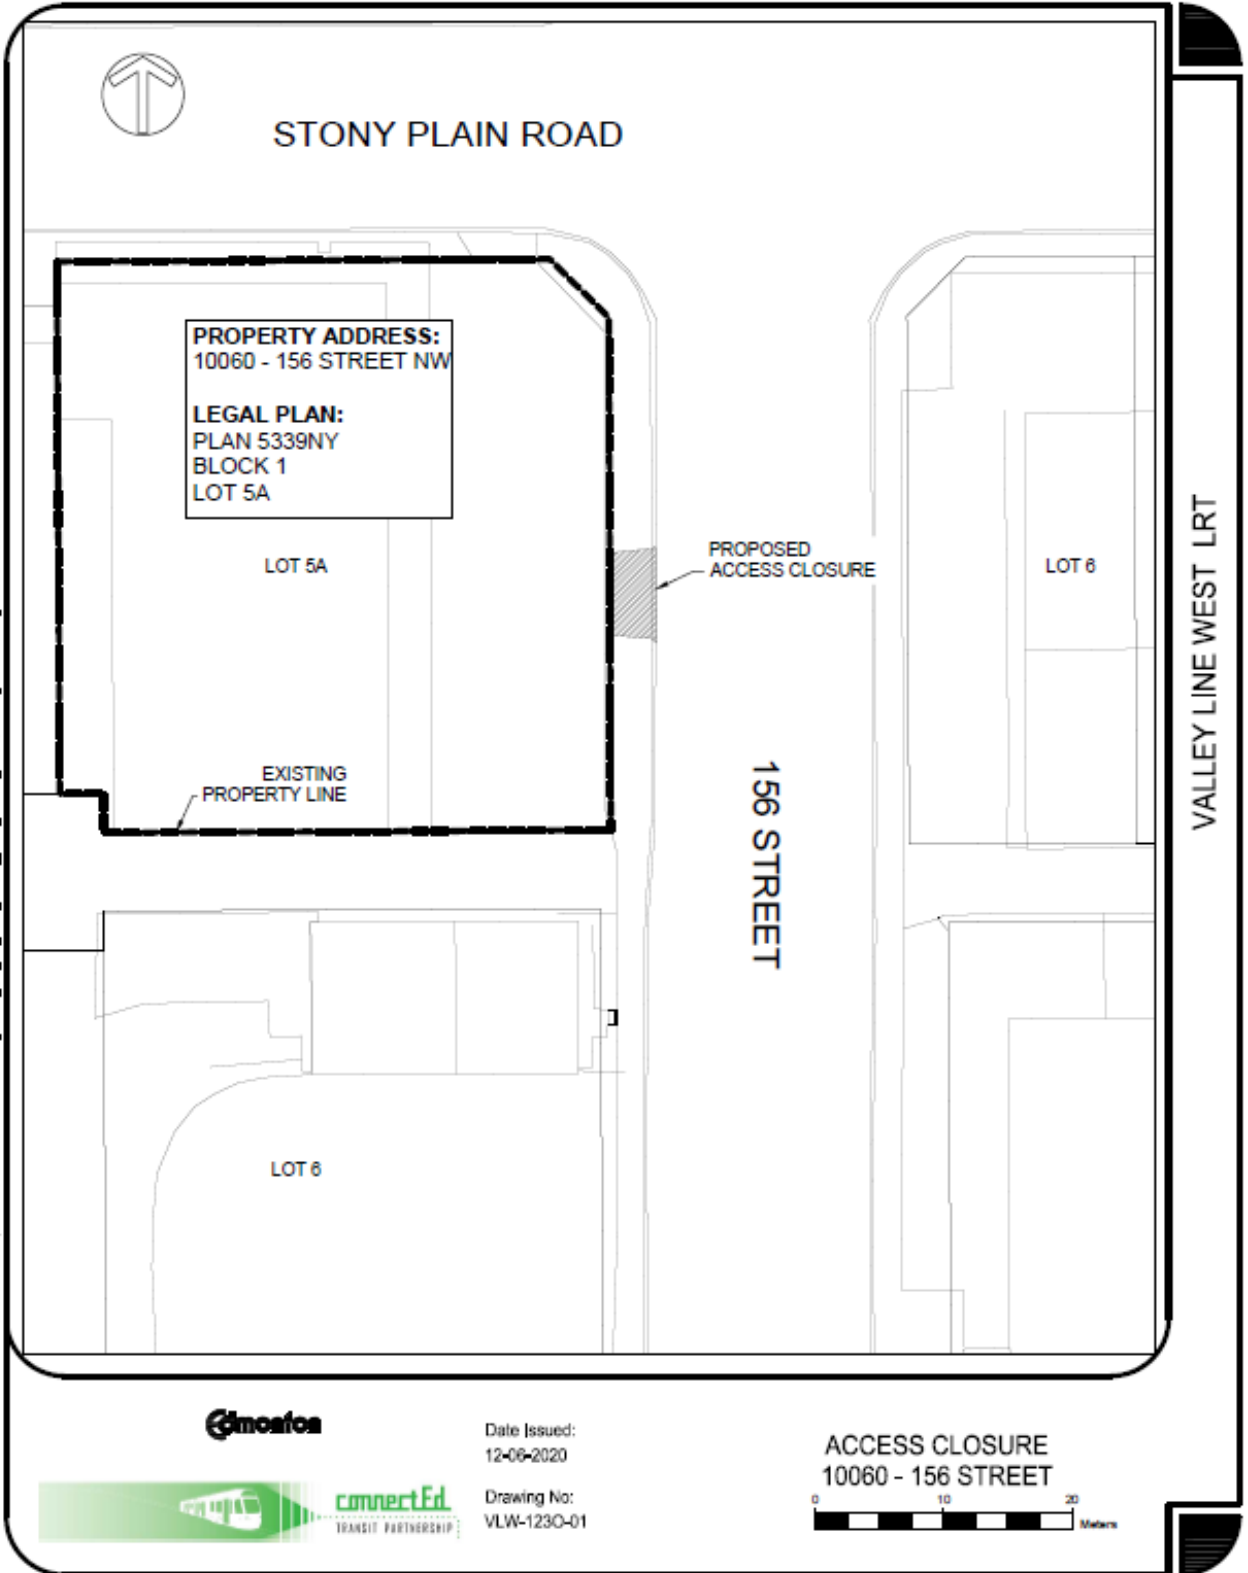 STONY PLAIN ROAD
PROPERTY ADDRESS:
10060 - 156 STREET NW
LEGAL PLAN:
PLAN 5339NY
BLOCK 1
LOT 5A
LOT 5A
PROPOSED
ACCESS CLOSURE
LOT 6
EXISTING
PROPERTY LINE
156 STREET
LOT 6
VALLEY LINE WEST LRT
Edmonton
connectEd
TRANSIT PARTNERSHIP
Date Issued:
12-06-2020
Drawing No:
VLW-123O-01
ACCESS CLOSURE
10060 - 156 STREET
0 10 20
Meters